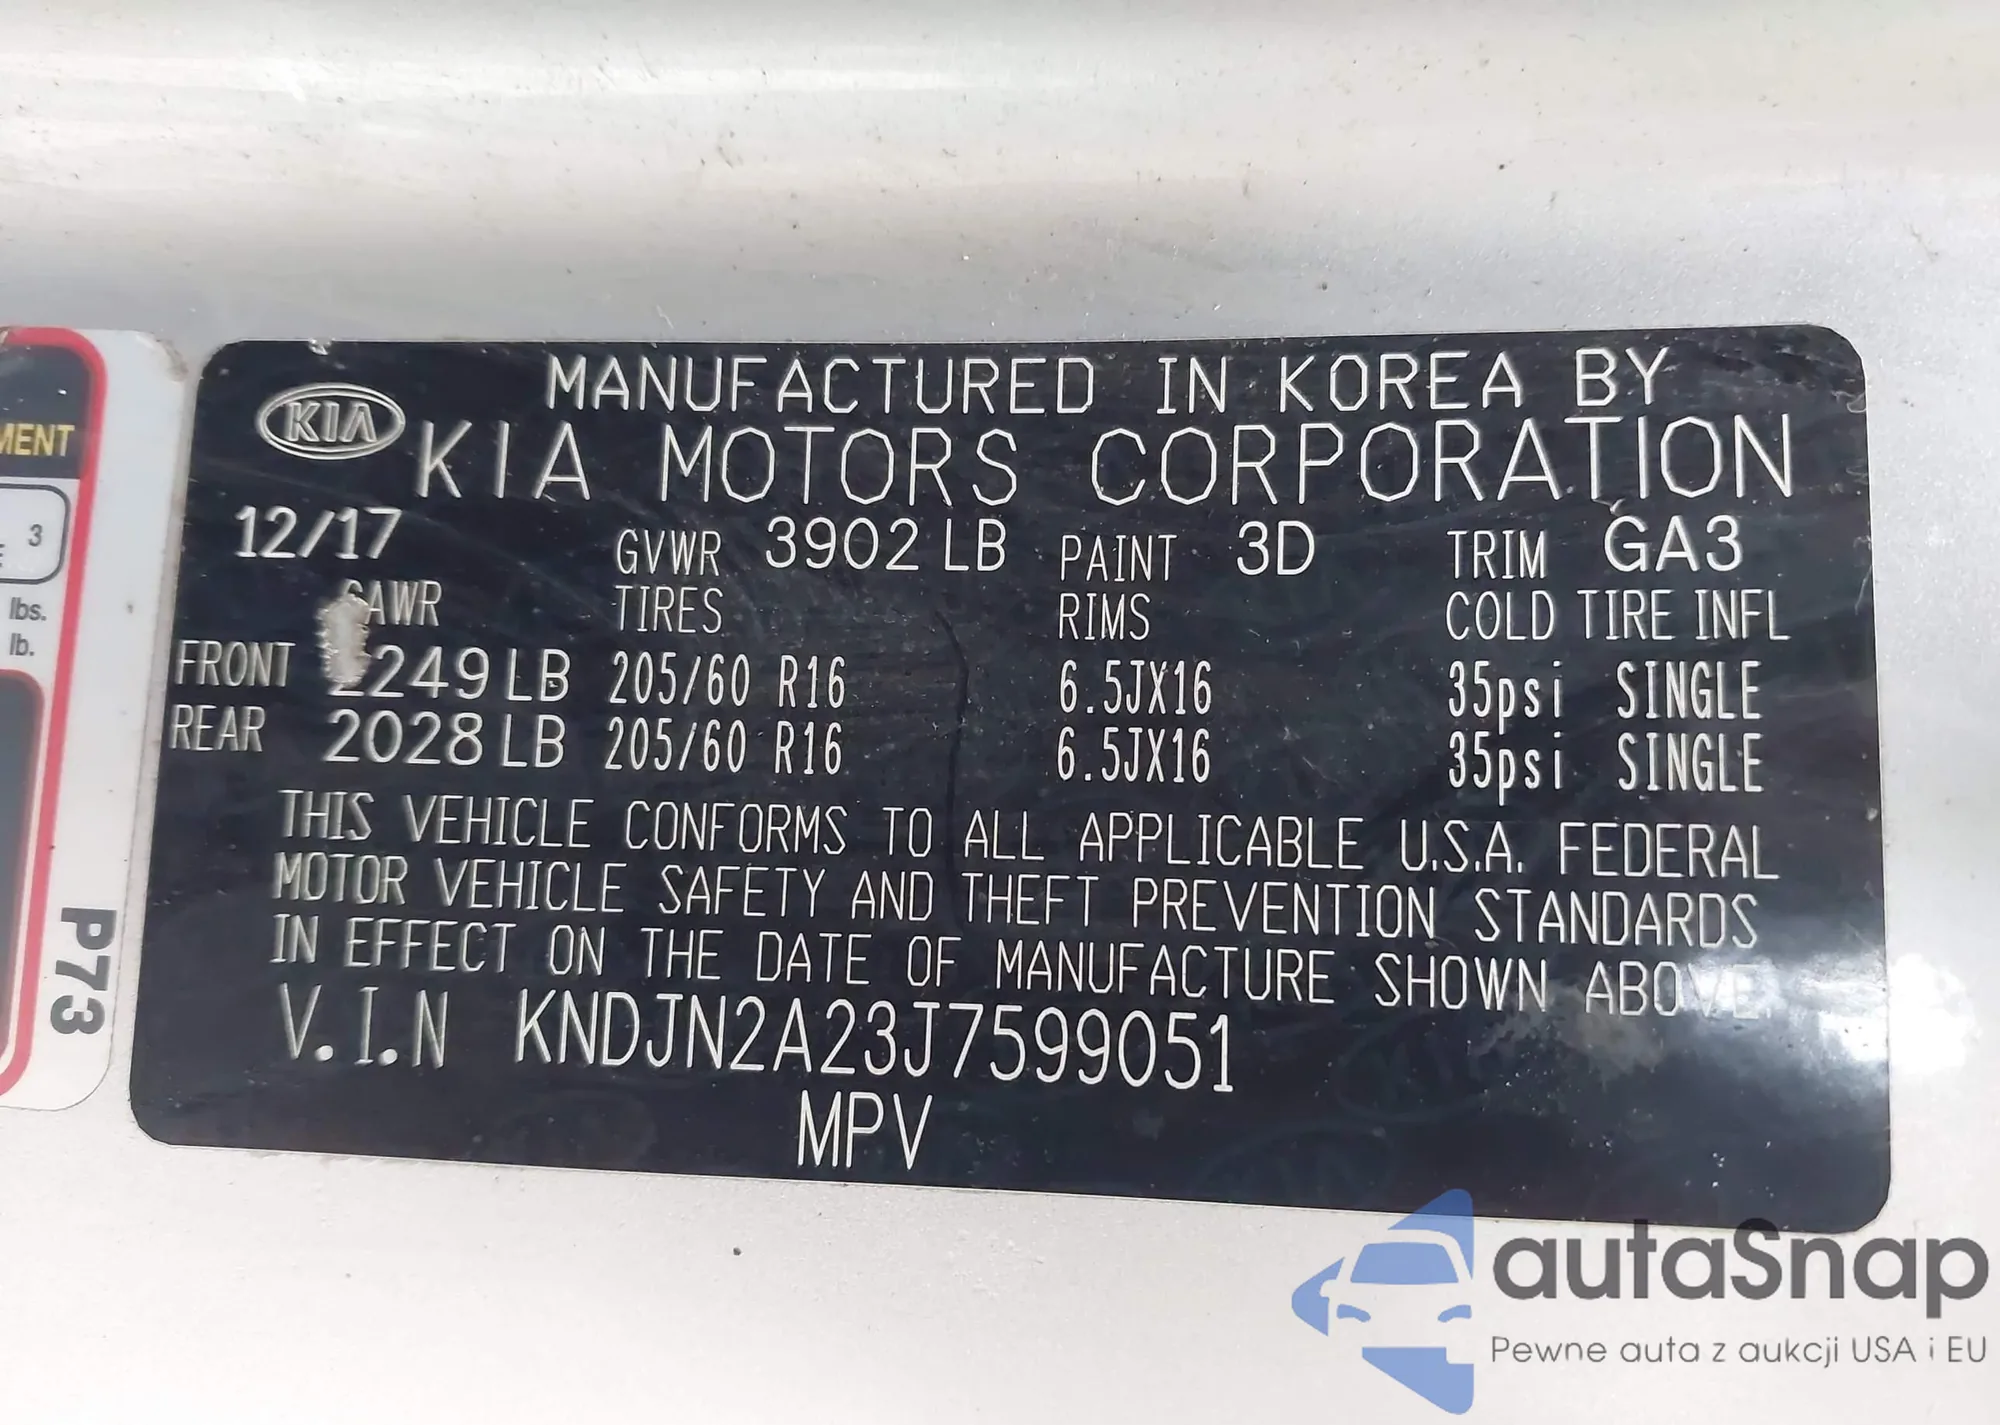 MANUFACTURED IN KOREA BY
KIA KIA MOTORS CORPORATION
12/17 GVWR 3902 LB PAINT 3D TRIM GA3
GAWR TIRES RIMS COLD TIRE INFL
FRONT 2249 LB 205/60 R16 6.5JX16 35psi SINGLE
REAR 2028 LB 205/60 R16 6.5JX16 35psi SINGLE
THIS VEHICLE CONFORMS TO ALL APPLICABLE U.S.A. FEDERAL
MOTOR VEHICLE SAFETY AND THEFT PREVENTION STANDARDS
IN EFFECT ON THE DATE OF MANUFACTURE SHOWN ABOVE.
V.I.N KNDJN2A23J7599051
MPV
3
lbs.
lb.
P73
autaSnap
Pewne auta z aukcji USA i EU